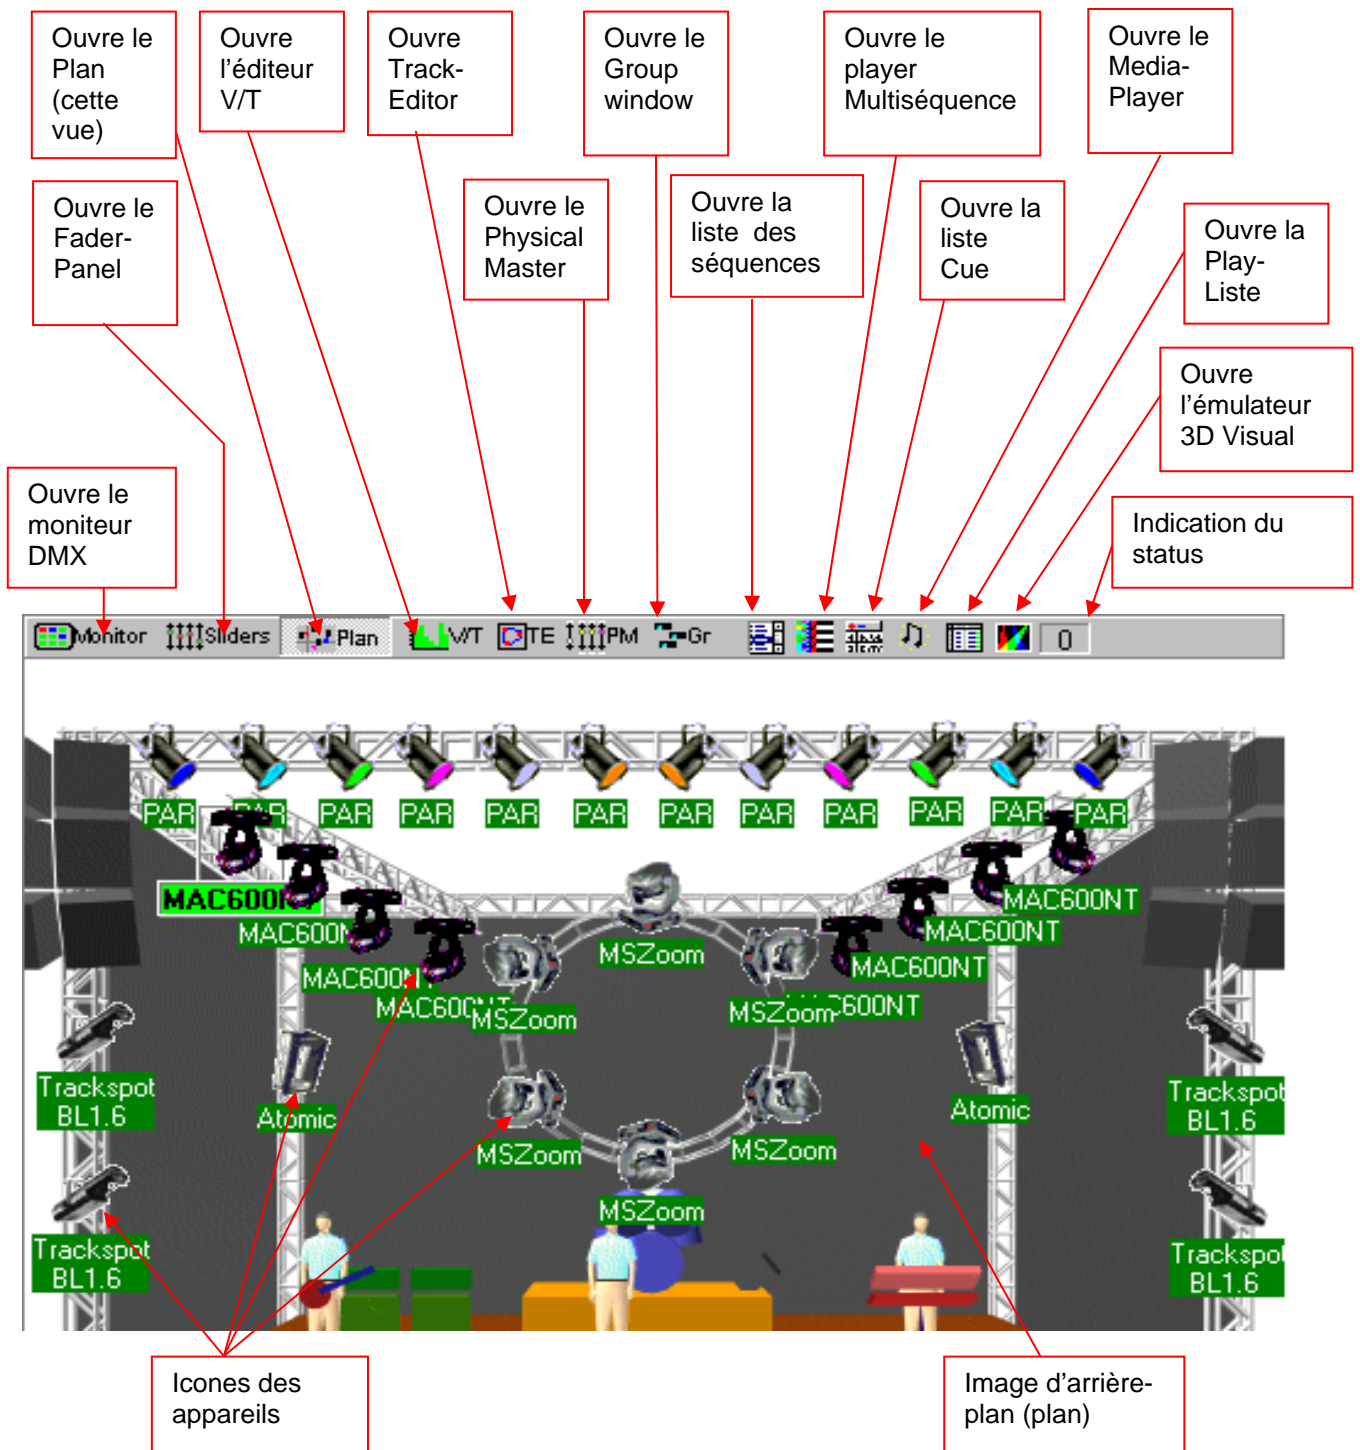 Ouvre le
Plan
(cette
vue)
Ouvre
l'éditeur
V/T
Ouvre
Track-
Editor
Ouvre le
Group
window
Ouvre le
player
Multiséquence
Ouvre le
Media-
Player
Ouvre le
Fader-
Panel
Ouvre le
Physical
Master
Ouvre la
liste des
séquences
Ouvre la
liste
Cue
Ouvre la
Play-
Liste
Ouvre
l'émulateur
3D Visual
Ouvre le
moniteur
DMX
Indication du
status
Monitor Sliders Plan V/T TE PM Gr 0
PAR PAR PAR PAR PAR PAR PAR PAR PAR PAR PAR PAR
MAC600NT
MAC600NT
MAC600NT
MAC600NT
MAC600NT
MAC600NT
MAC600NT
MAC600NT
MSZoom
MSZoom
MSZoom
MSZoom
MSZoom
MSZoom
Trackspot
BL1.6
Atomic
Atomic
Trackspot
BL1.6
Trackspot
BL1.6
Trackspot
BL1.6
Icones des
appareils
Image d'arrière-
plan (plan)